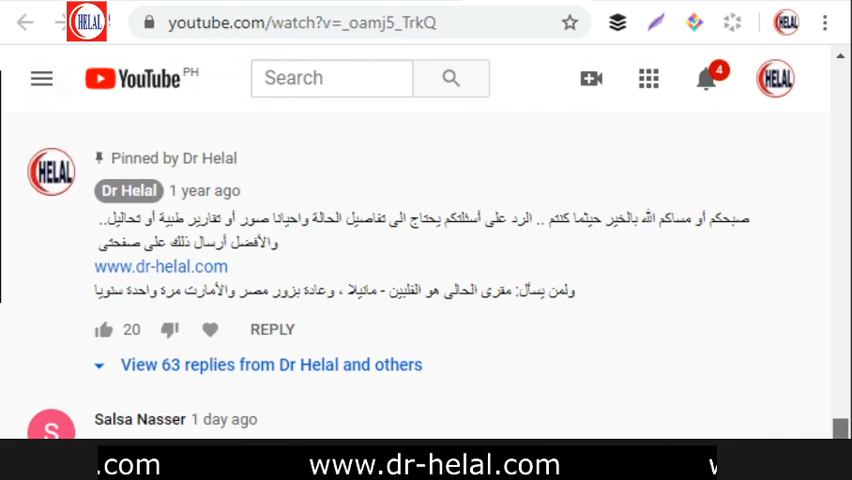 HELAL
youtube.com/watch?v=_oamj5_TrkQ
HELAL
YouTube PH
Search
4
HELAL
HELAL
Pinned by Dr Helal
Dr Helal 1 year ago
صبحكم أو مساكم الله بالخير حيثما كنتم .. الرد على أسئلتكم يحتاج الى تفاصيل الحالة واحيانا صور أو تقارير طبية أو تحاليل..
والأفضل أرسال ذلك على صفحتى
www.dr-helal.com
ولمن يسأل: مقرى الحالى هو الفلبين - مانيلا ، وعادة بزور مصر والأمارت مرة واحدة سنويا
20 REPLY
View 63 replies from Dr Helal and others
Salsa Nasser 1 day ago
S
.com www.dr-helal.com w